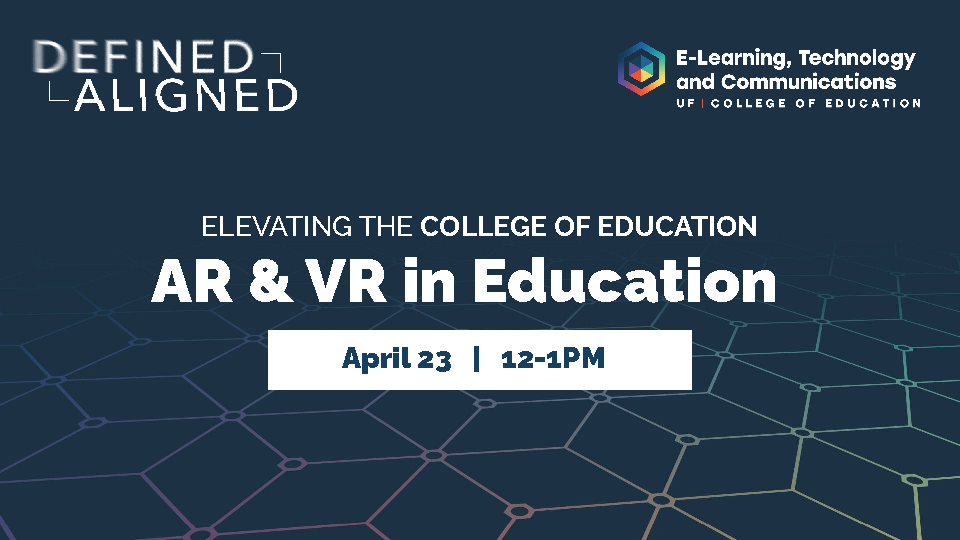 DEFINED
ALIGNED
E-Learning, Technology
and Communications
UF | COLLEGE OF EDUCATION
ELEVATING THE COLLEGE OF EDUCATION
AR & VR in Education
April 23 | 12-1PM